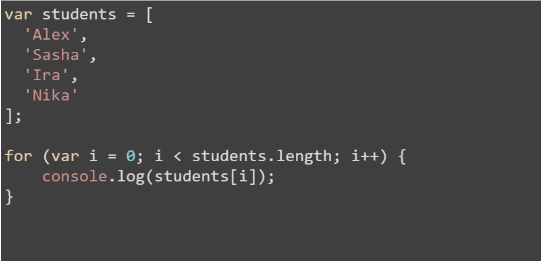 var students = [
  'Alex',
  'Sasha',
  'Ira',
  'Nika'
];

for (var i = 0; i < students.length; i++) {
    console.log(students[i]);
}